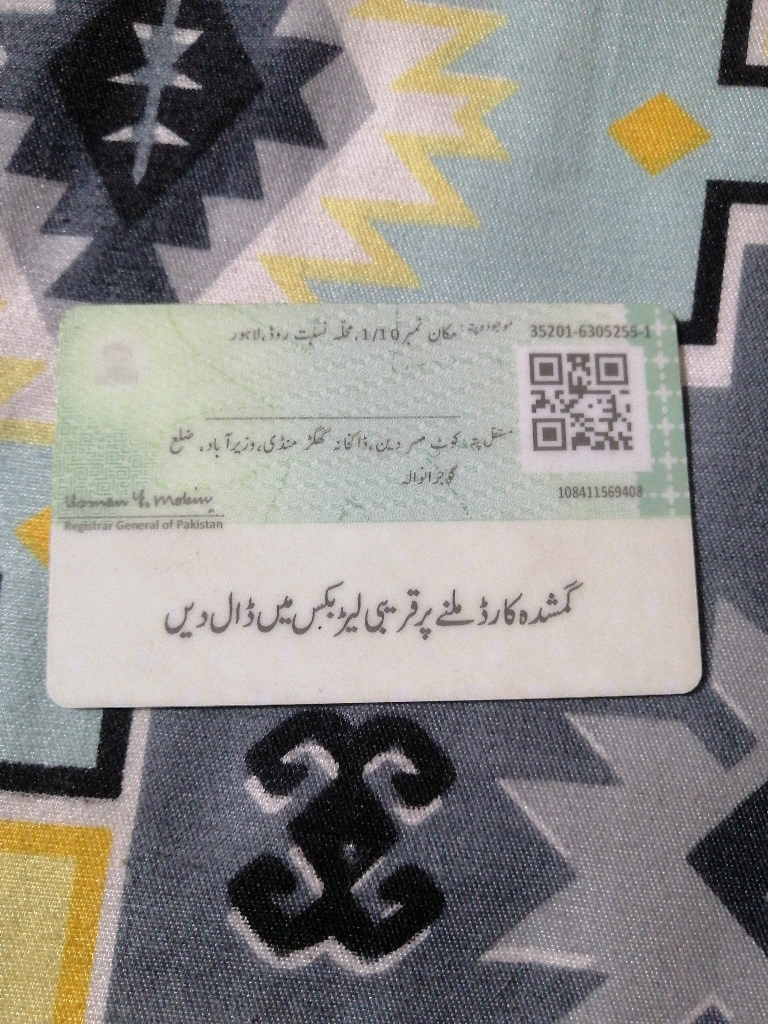 موجودہ پتہ: مکان نمبر 1/10، محلہ نسبت روڈ، لاہور
35201-6305255-1
مستقل پتہ: کوٹ مہر دین، ڈاکخانہ گھگڑ منڈی، وزیرآباد، ضلع
گوجرانوالہ
108411569408
Usman Y. Mobin
Registrar General of Pakistan
گمشدہ کارڈ ملنے پر قریبی لیٹر بکس میں ڈال دیں